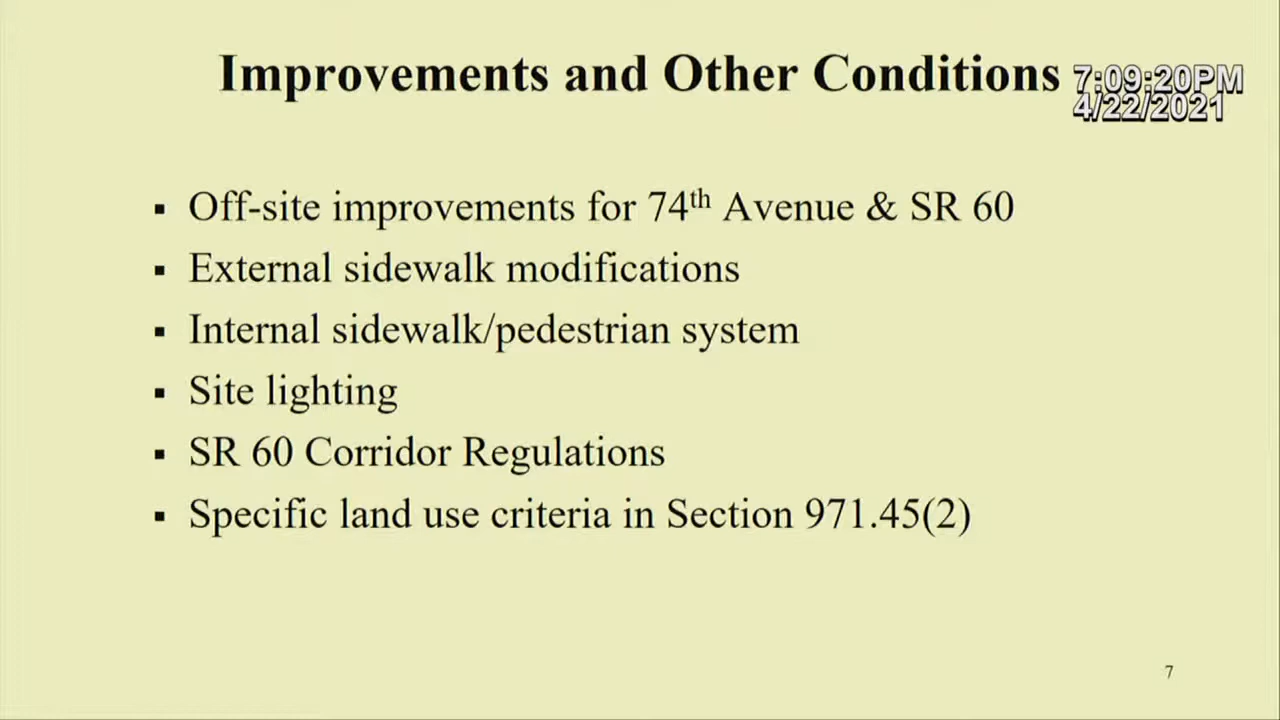 Improvements and Other Conditions
7:09:20PM
4/22/2021
▪ Off-site improvements for 74th Avenue & SR 60
▪ External sidewalk modifications
▪ Internal sidewalk/pedestrian system
▪ Site lighting
▪ SR 60 Corridor Regulations
▪ Specific land use criteria in Section 971.45(2)
7